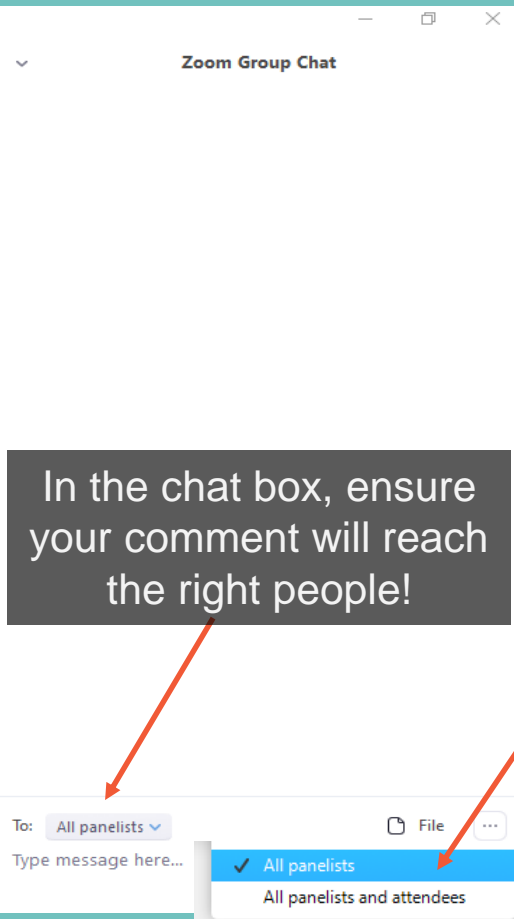 Zoom Group Chat
In the chat box, ensure
your comment will reach
the right people!
To: All panelists File ...
Type message here...
✓ All panelists
All panelists and attendees